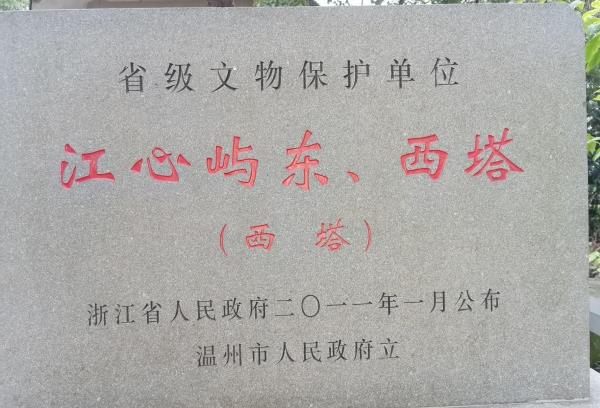 省级文物保护单位
江心屿东、西塔
（西 塔）
浙江省人民政府二〇一一年一月公布
温州市人民政府立